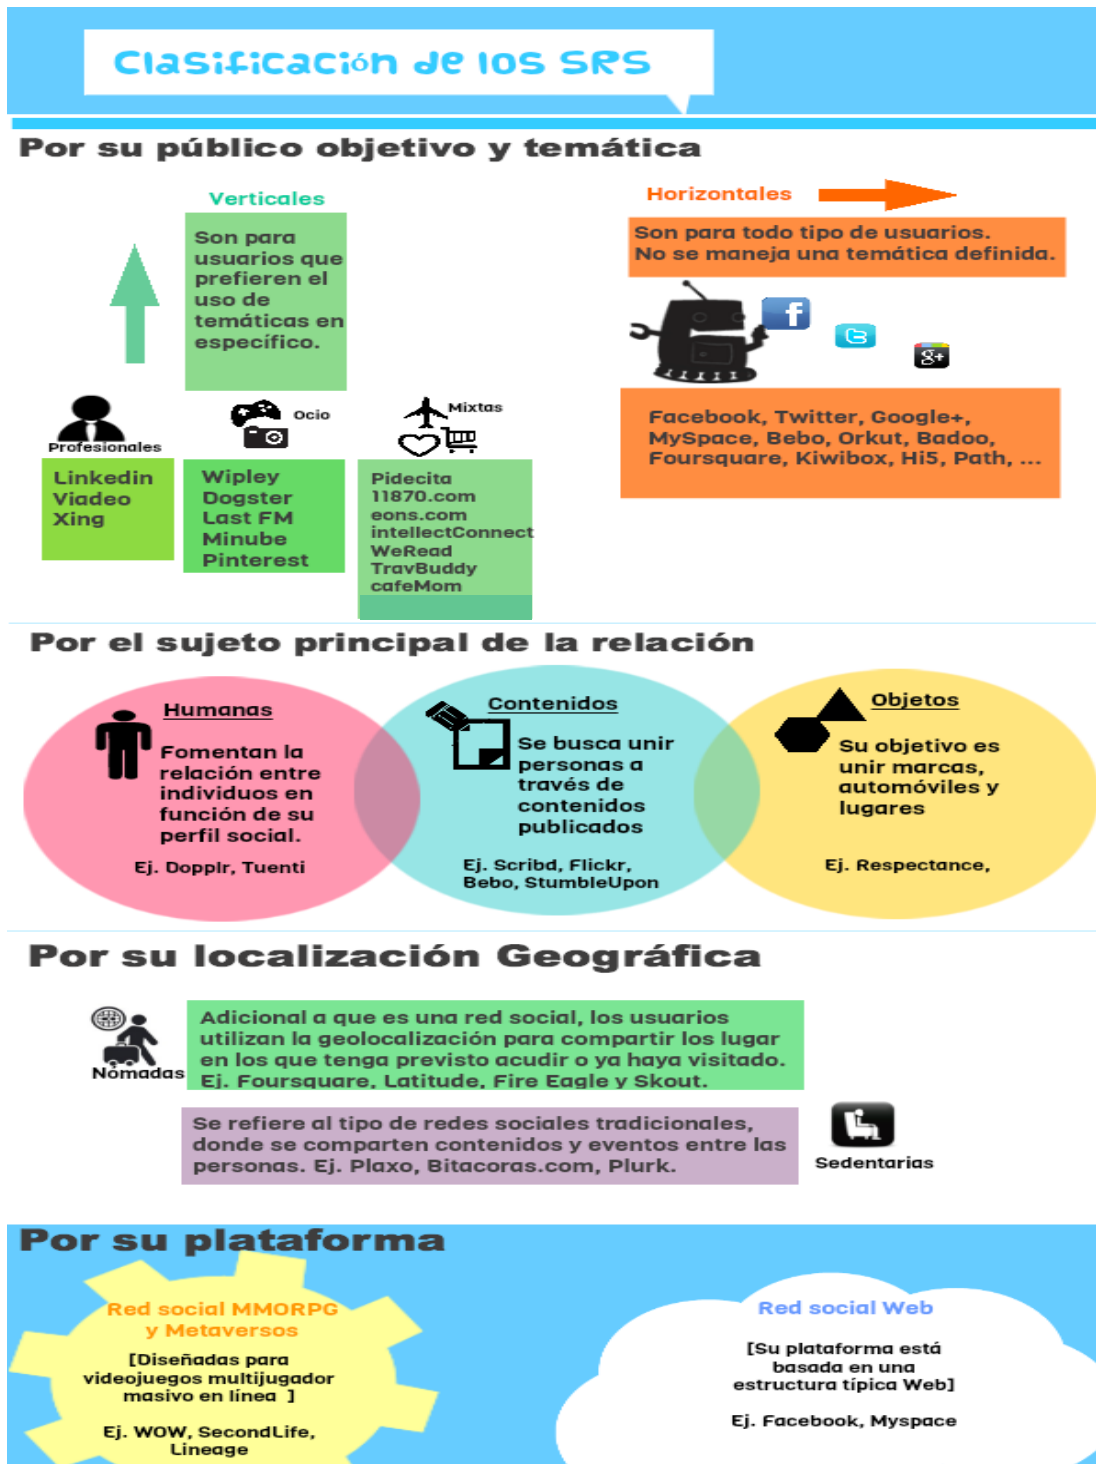 Clasificación de los SRS
Por su público objetivo y temática
Verticales
Son para
usuarios que
prefieren el
uso de
temáticas en
específico.
Horizontales
Son para todo tipo de usuarios.
No se maneja una temática definida.
f
g+
Facebook, Twitter, Google+,
MySpace, Bebo, Orkut, Badoo,
Foursquare, Kiwibox, Hi5, Path, ...
Profesionales
Linkedin
Viadeo
Xing
Ocio
Wipley
Dogster
Last FM
Minube
Pinterest
Mixtas
Pidecita
11870.com
eons.com
intellectConnect
WeRead
TravBuddy
cafeMom
Por el sujeto principal de la relación
Humanas
Fomentan la
relación entre
individuos en
función de su
perfil social.
Ej. Dopplr, Tuenti
Contenidos
Se busca unir
personas a
través de
contenidos
publicados
Ej. Scribd, Flickr,
Bebo, StumbleUpon
Objetos
Su objetivo es
unir marcas,
automóviles y
lugares
Ej. Respectance,
Por su localización Geográfica
Nómadas
Adicional a que es una red social, los usuarios
utilizan la geolocalización para compartir los lugar
en los que tenga previsto acudir o ya haya visitado.
Ej. Foursquare, Latitude, Fire Eagle y Skout.
Se refiere al tipo de redes sociales tradicionales,
donde se comparten contenidos y eventos entre las
personas. Ej. Plaxo, Bitacoras.com, Plurk.
Sedentarias
Por su plataforma
Red social MMORPG
y Metaversos
[Diseñadas para
videojuegos multijugador
masivo en línea ]
Ej. WOW, SecondLife,
Lineage
Red social Web
[Su plataforma está
basada en una
estructura típica Web]
Ej. Facebook, Myspace